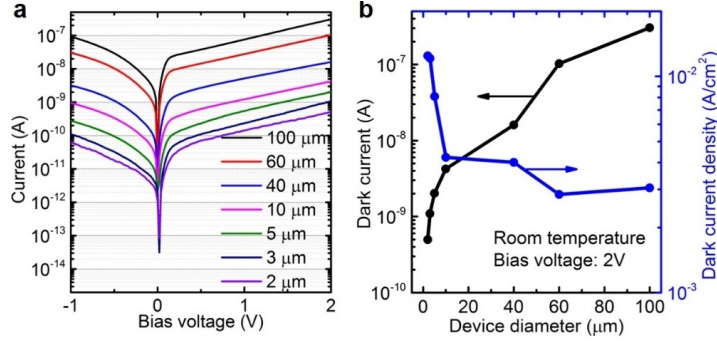 a
10⁻⁷
10⁻⁸
10⁻⁹
10⁻¹⁰
10⁻¹¹
10⁻¹²
10⁻¹³
10⁻¹⁴
Current (A)
100 μm
60 μm
40 μm
10 μm
5 μm
3 μm
2 μm
-1 0 1 2
Bias voltage (V)
b
10⁻⁷
10⁻⁸
10⁻⁹
10⁻¹⁰
Dark current (A)
Room temperature
Bias voltage: 2V
0 20 40 60 80 100
Device diameter (μm)
10⁻²
10⁻³
Dark current density (A/cm²)